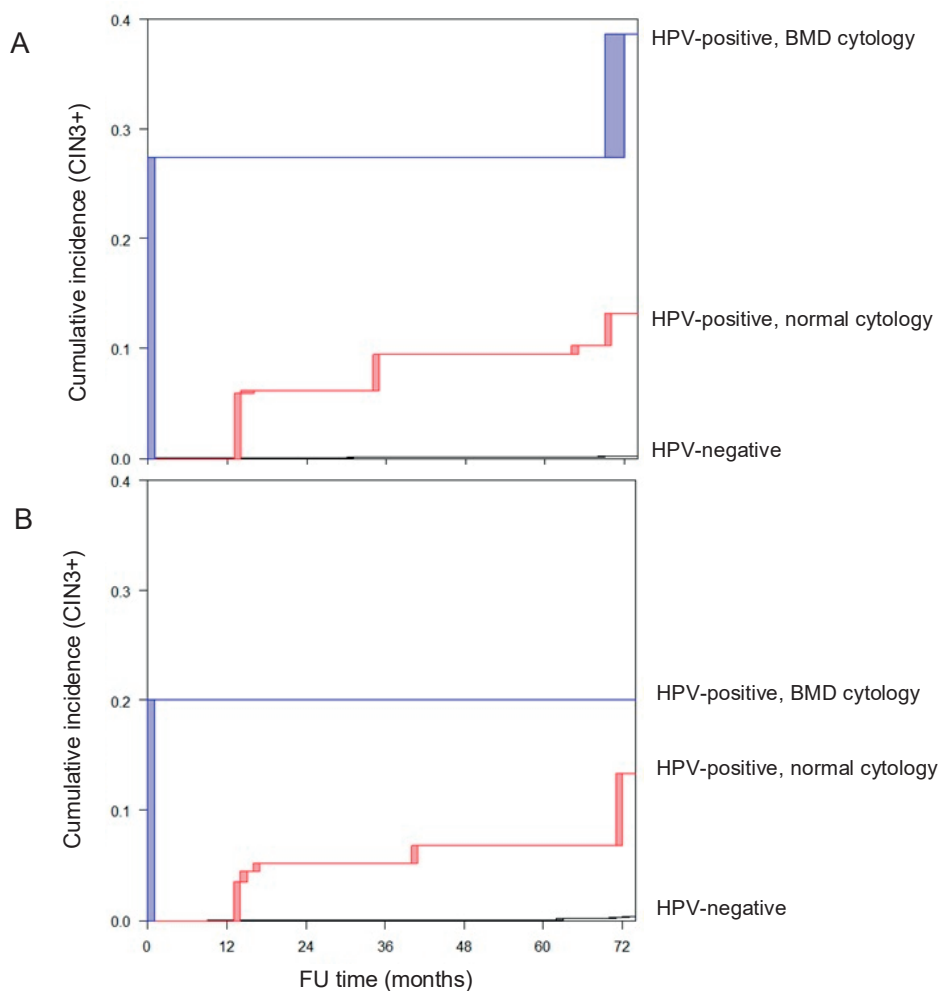 A
Cumulative incidence (CIN3+)
0.4
0.3
0.2
0.1
0.0
HPV-positive, BMD cytology
HPV-positive, normal cytology
HPV-negative
B
Cumulative incidence (CIN3+)
0.4
0.3
0.2
0.1
0.0
HPV-positive, BMD cytology
HPV-positive, normal cytology
HPV-negative
0 12 24 36 48 60 72
FU time (months)